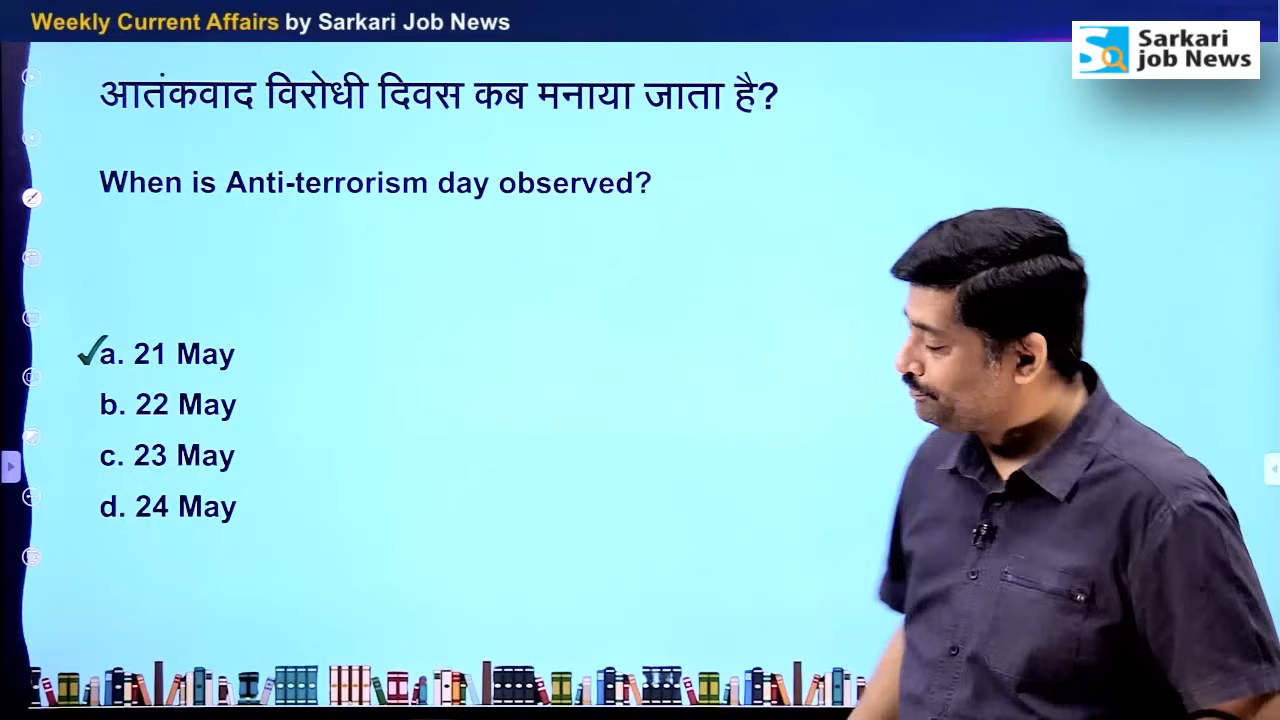 Weekly Current Affairs by Sarkari Job News
Sarkari
job News
आतंकवाद विरोधी दिवस कब मनाया जाता है?
When is Anti-terrorism day observed?
a. 21 May
b. 22 May
c. 23 May
d. 24 May